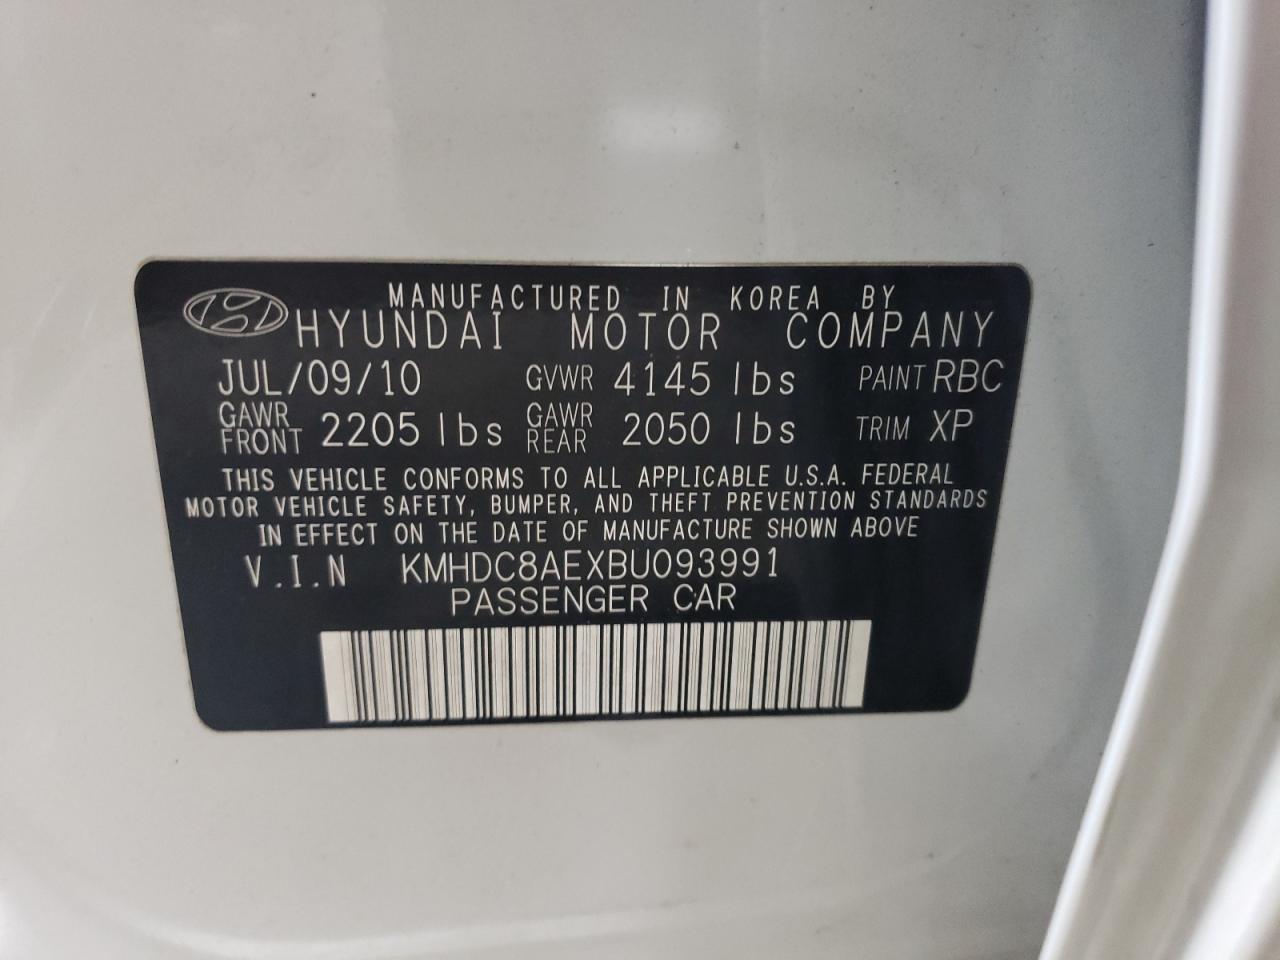 MANUFACTURED IN KOREA BY
HYUNDAI MOTOR COMPANY
JUL/09/10 GVWR 4145 lbs PAINT RBC
GAWR FRONT 2205 lbs GAWR REAR 2050 lbs TRIM XP
THIS VEHICLE CONFORMS TO ALL APPLICABLE U.S.A. FEDERAL
MOTOR VEHICLE SAFETY, BUMPER, AND THEFT PREVENTION STANDARDS
IN EFFECT ON THE DATE OF MANUFACTURE SHOWN ABOVE
V.I.N KMHDC8AEXBU093991
PASSENGER CAR